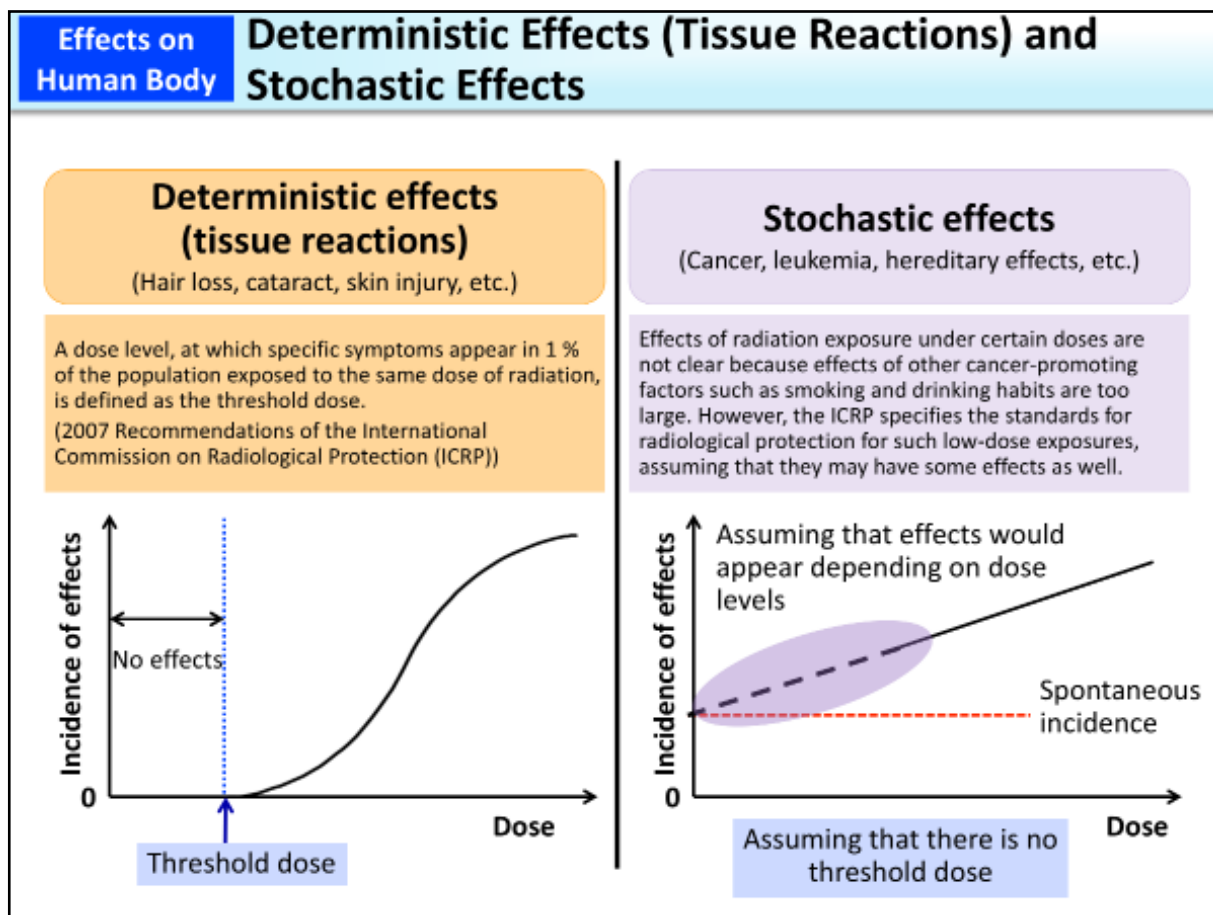 Effects on
Human Body
Deterministic Effects (Tissue Reactions) and
Stochastic Effects
Deterministic effects
(tissue reactions)
(Hair loss, cataract, skin injury, etc.)
A dose level, at which specific symptoms appear in 1 %
of the population exposed to the same dose of radiation,
is defined as the threshold dose.
(2007 Recommendations of the International
Commission on Radiological Protection (ICRP))
Incidence of effects
No effects
0
Dose
Threshold dose
Stochastic effects
(Cancer, leukemia, hereditary effects, etc.)
Effects of radiation exposure under certain doses are
not clear because effects of other cancer-promoting
factors such as smoking and drinking habits are too
large. However, the ICRP specifies the standards for
radiological protection for such low-dose exposures,
assuming that they may have some effects as well.
Incidence of effects
Assuming that effects would
appear depending on dose
levels
Spontaneous
incidence
0
Dose
Assuming that there is no
threshold dose